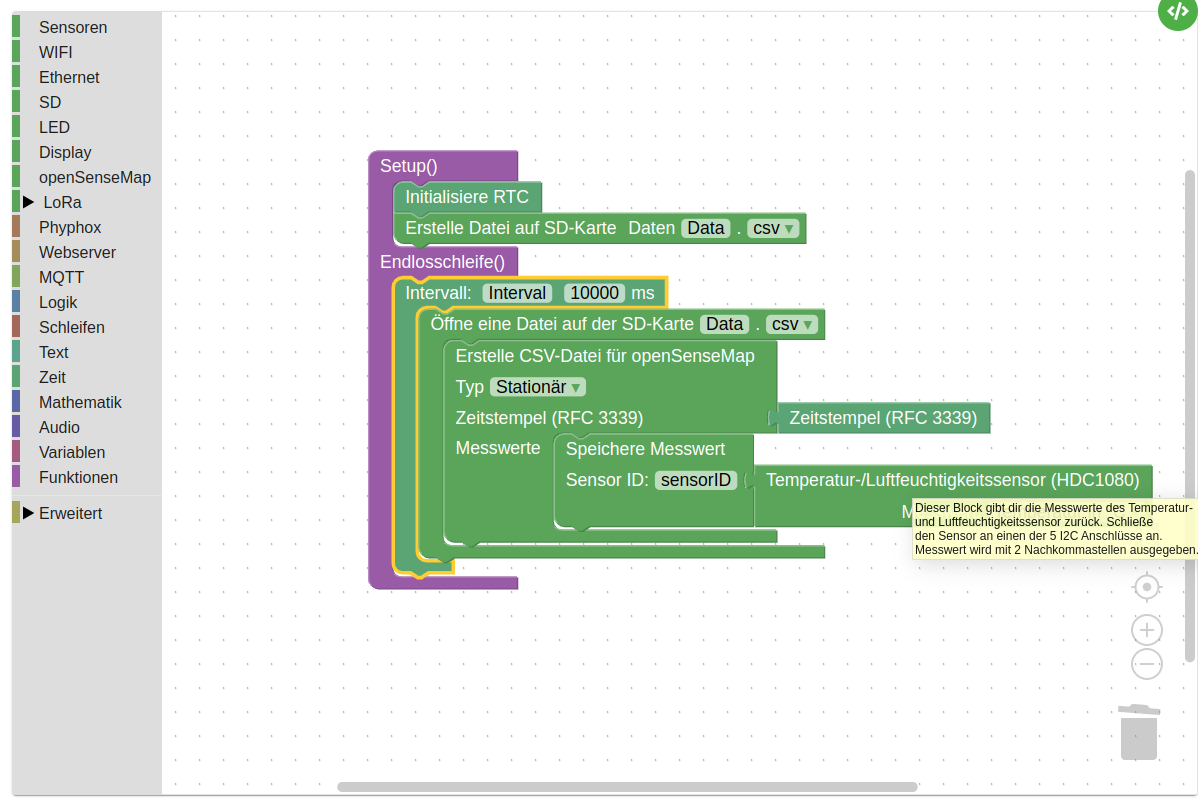 Sensoren
WIFI
Ethernet
SD
LED
Display
openSenseMap
LoRa
Phyphox
Webserver
MQTT
Logik
Schleifen
Text
Zeit
Mathematik
Audio
Variablen
Funktionen
Erweitert
</>
Setup()
Initialisiere RTC
Erstelle Datei auf SD-Karte Daten Data . csv
Endlosschleife()
Intervall: Interval 10000 ms
Öffne eine Datei auf der SD-Karte Data . csv
Erstelle CSV-Datei für openSenseMap
Typ Stationär
Zeitstempel (RFC 3339) Zeitstempel (RFC 3339)
Messwerte Speichere Messwert
Sensor ID: sensorID Temperatur-/Luftfeuchtigkeitssensor (HDC1080)
Dieser Block gibt dir die Messwerte des Temperatur-
und Luftfeuchtigkeitssensor zurück. Schließe
den Sensor an einen der 5 I2C Anschlüsse an.
Messwert wird mit 2 Nachkommastellen ausgegeben.